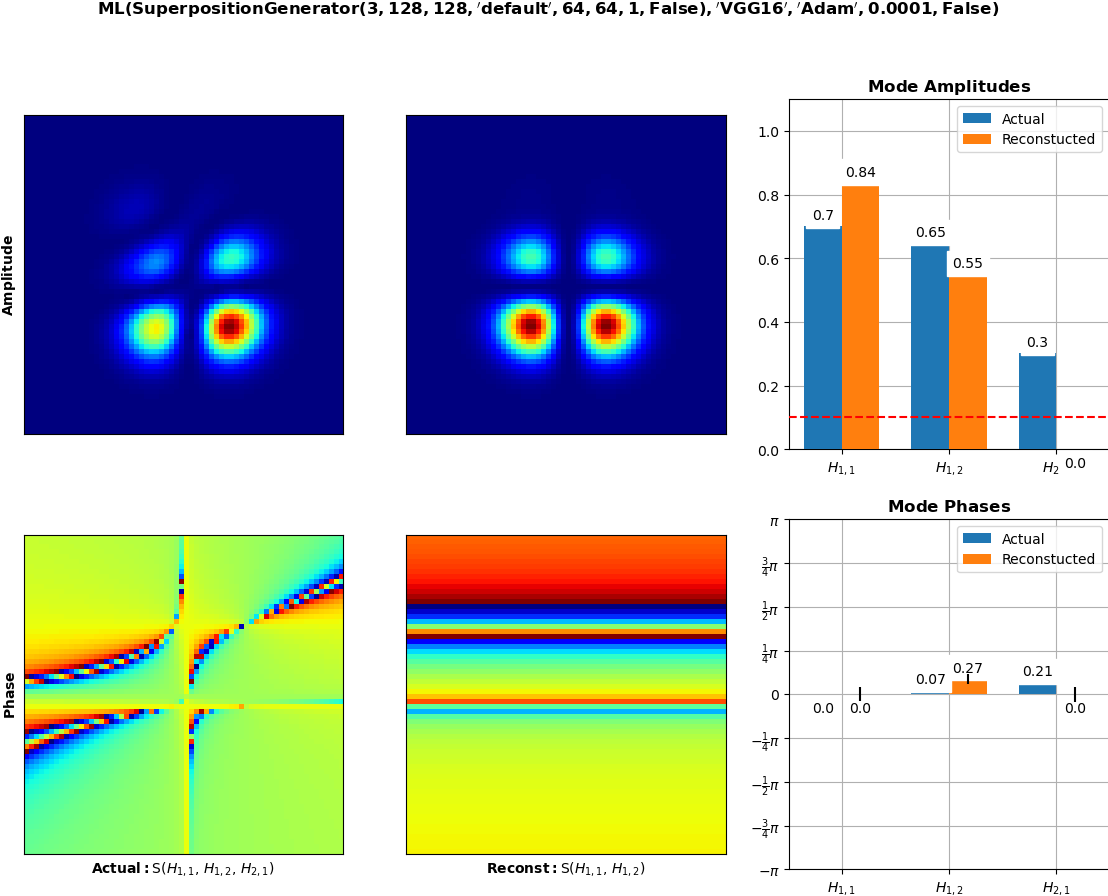 ML(SuperpositionGenerator(3, 128, 128, 'default', 64, 64, 1, False), 'VGG16', 'Adam', 0.0001, False)
Mode Amplitudes
Actual
Reconstucted
1.0
0.8
0.6
0.4
0.2
0.0
0.7
0.84
0.65
0.55
0.3
0.0
H1,1
H1,2
H2
Amplitude
Mode Phases
Actual
Reconstucted
π
3/4π
1/2π
1/4π
0
−1/4π
−1/2π
−3/4π
−π
0.0
0.0
0.07
0.27
0.21
0.0
H1,1
H1,2
H2,1
Phase
Actual: S(H1,1, H1,2, H2,1)
Reconst: S(H1,1, H1,2)